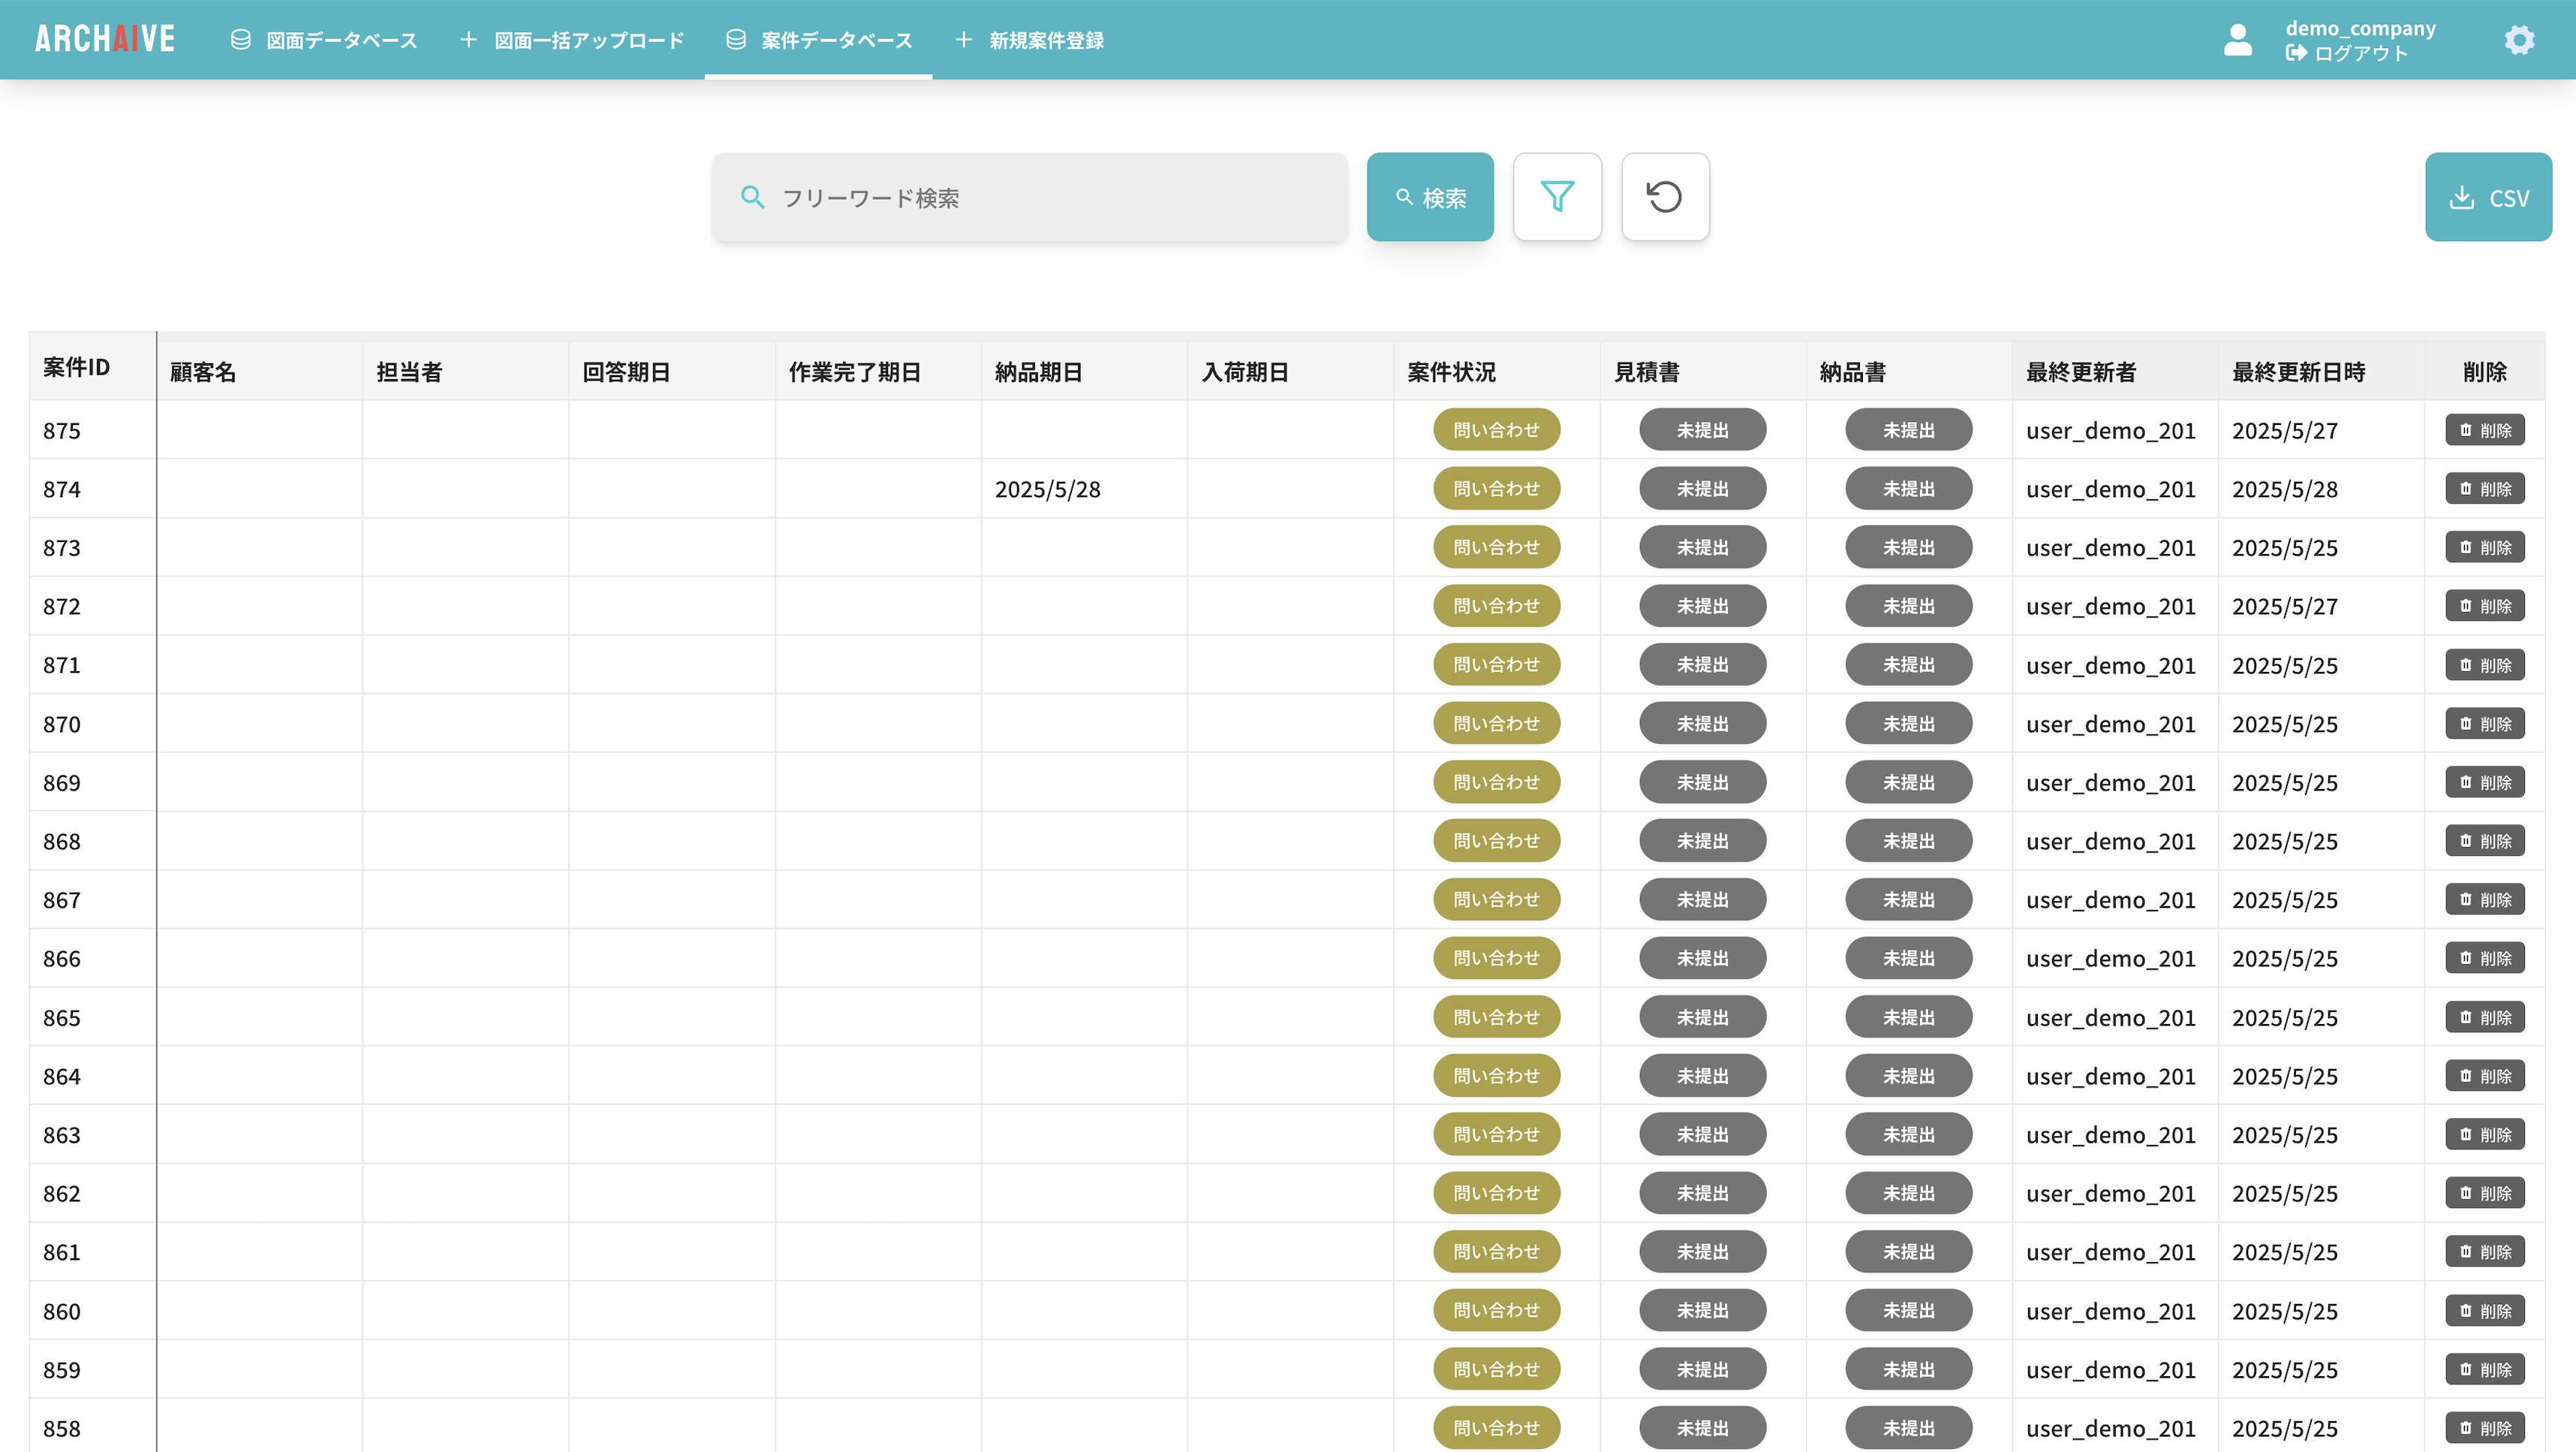 ARCHAIVE 図面データベース 図面一括アップロード 案件データベース 新規案件登録 demo_company
ログアウト
フリーワード検索 検索 CSV
案件ID 顧客名 担当者 回答期日 作業完了期日 納品期日 入荷期日 案件状況 見積書 納品書 最終更新者 最終更新日時 削除
875 問い合わせ 未提出 未提出 user_demo_201 2025/5/27 削除
874 2025/5/28 問い合わせ 未提出 未提出 user_demo_201 2025/5/28 削除
873 問い合わせ 未提出 未提出 user_demo_201 2025/5/25 削除
872 問い合わせ 未提出 未提出 user_demo_201 2025/5/27 削除
871 問い合わせ 未提出 未提出 user_demo_201 2025/5/25 削除
870 問い合わせ 未提出 未提出 user_demo_201 2025/5/25 削除
869 問い合わせ 未提出 未提出 user_demo_201 2025/5/25 削除
868 問い合わせ 未提出 未提出 user_demo_201 2025/5/25 削除
867 問い合わせ 未提出 未提出 user_demo_201 2025/5/25 削除
866 問い合わせ 未提出 未提出 user_demo_201 2025/5/25 削除
865 問い合わせ 未提出 未提出 user_demo_201 2025/5/25 削除
864 問い合わせ 未提出 未提出 user_demo_201 2025/5/25 削除
863 問い合わせ 未提出 未提出 user_demo_201 2025/5/25 削除
862 問い合わせ 未提出 未提出 user_demo_201 2025/5/25 削除
861 問い合わせ 未提出 未提出 user_demo_201 2025/5/25 削除
860 問い合わせ 未提出 未提出 user_demo_201 2025/5/25 削除
859 問い合わせ 未提出 未提出 user_demo_201 2025/5/25 削除
858 問い合わせ 未提出 未提出 user_demo_201 2025/5/25 削除